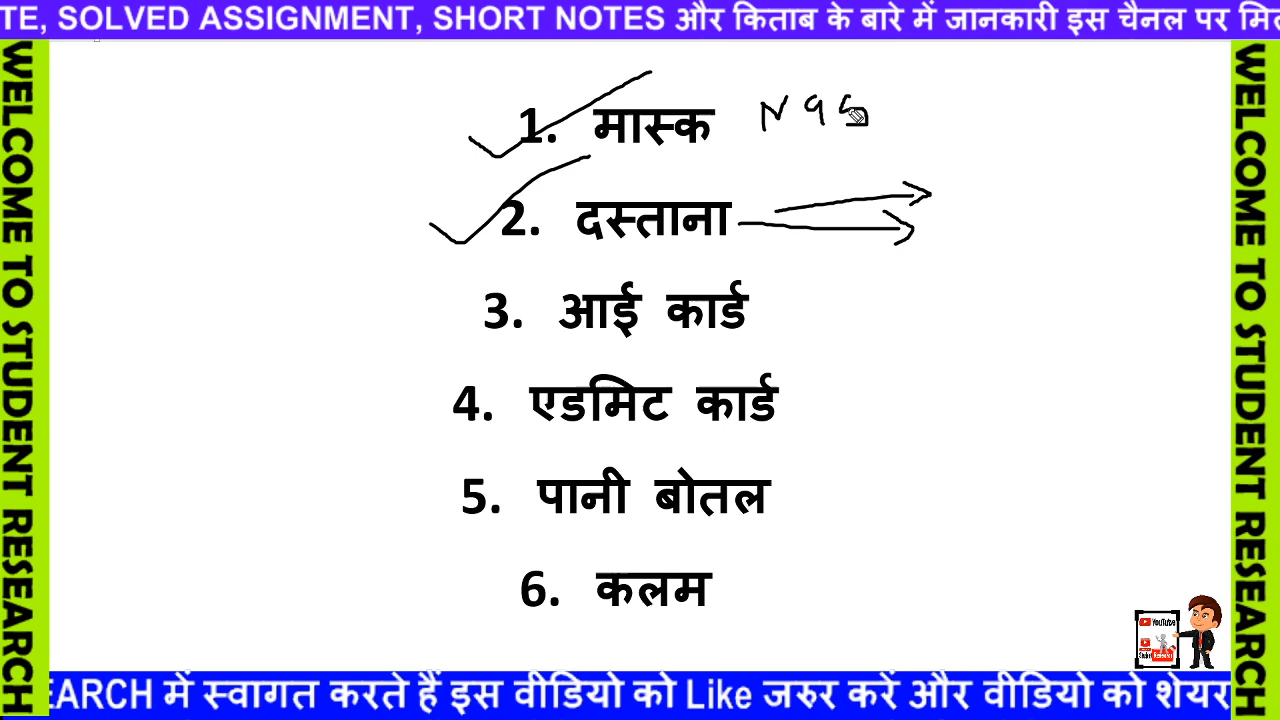 TE, SOLVED ASSIGNMENT, SHORT NOTES और किताब के बारे में जानकारी इस चैनल पर
WELCOME TO STUDENT RESEARCH
1. मास्क N95
2. दस्ताना
3. आई कार्ड
4. एडमिट कार्ड
5. पानी बोतल
6. कलम
WELCOME TO STUDENT RESEARCH
YouTube
EARCH में स्वागत करते हैं इस वीडियो को Like जरुर करें और वीडियो को शेयर